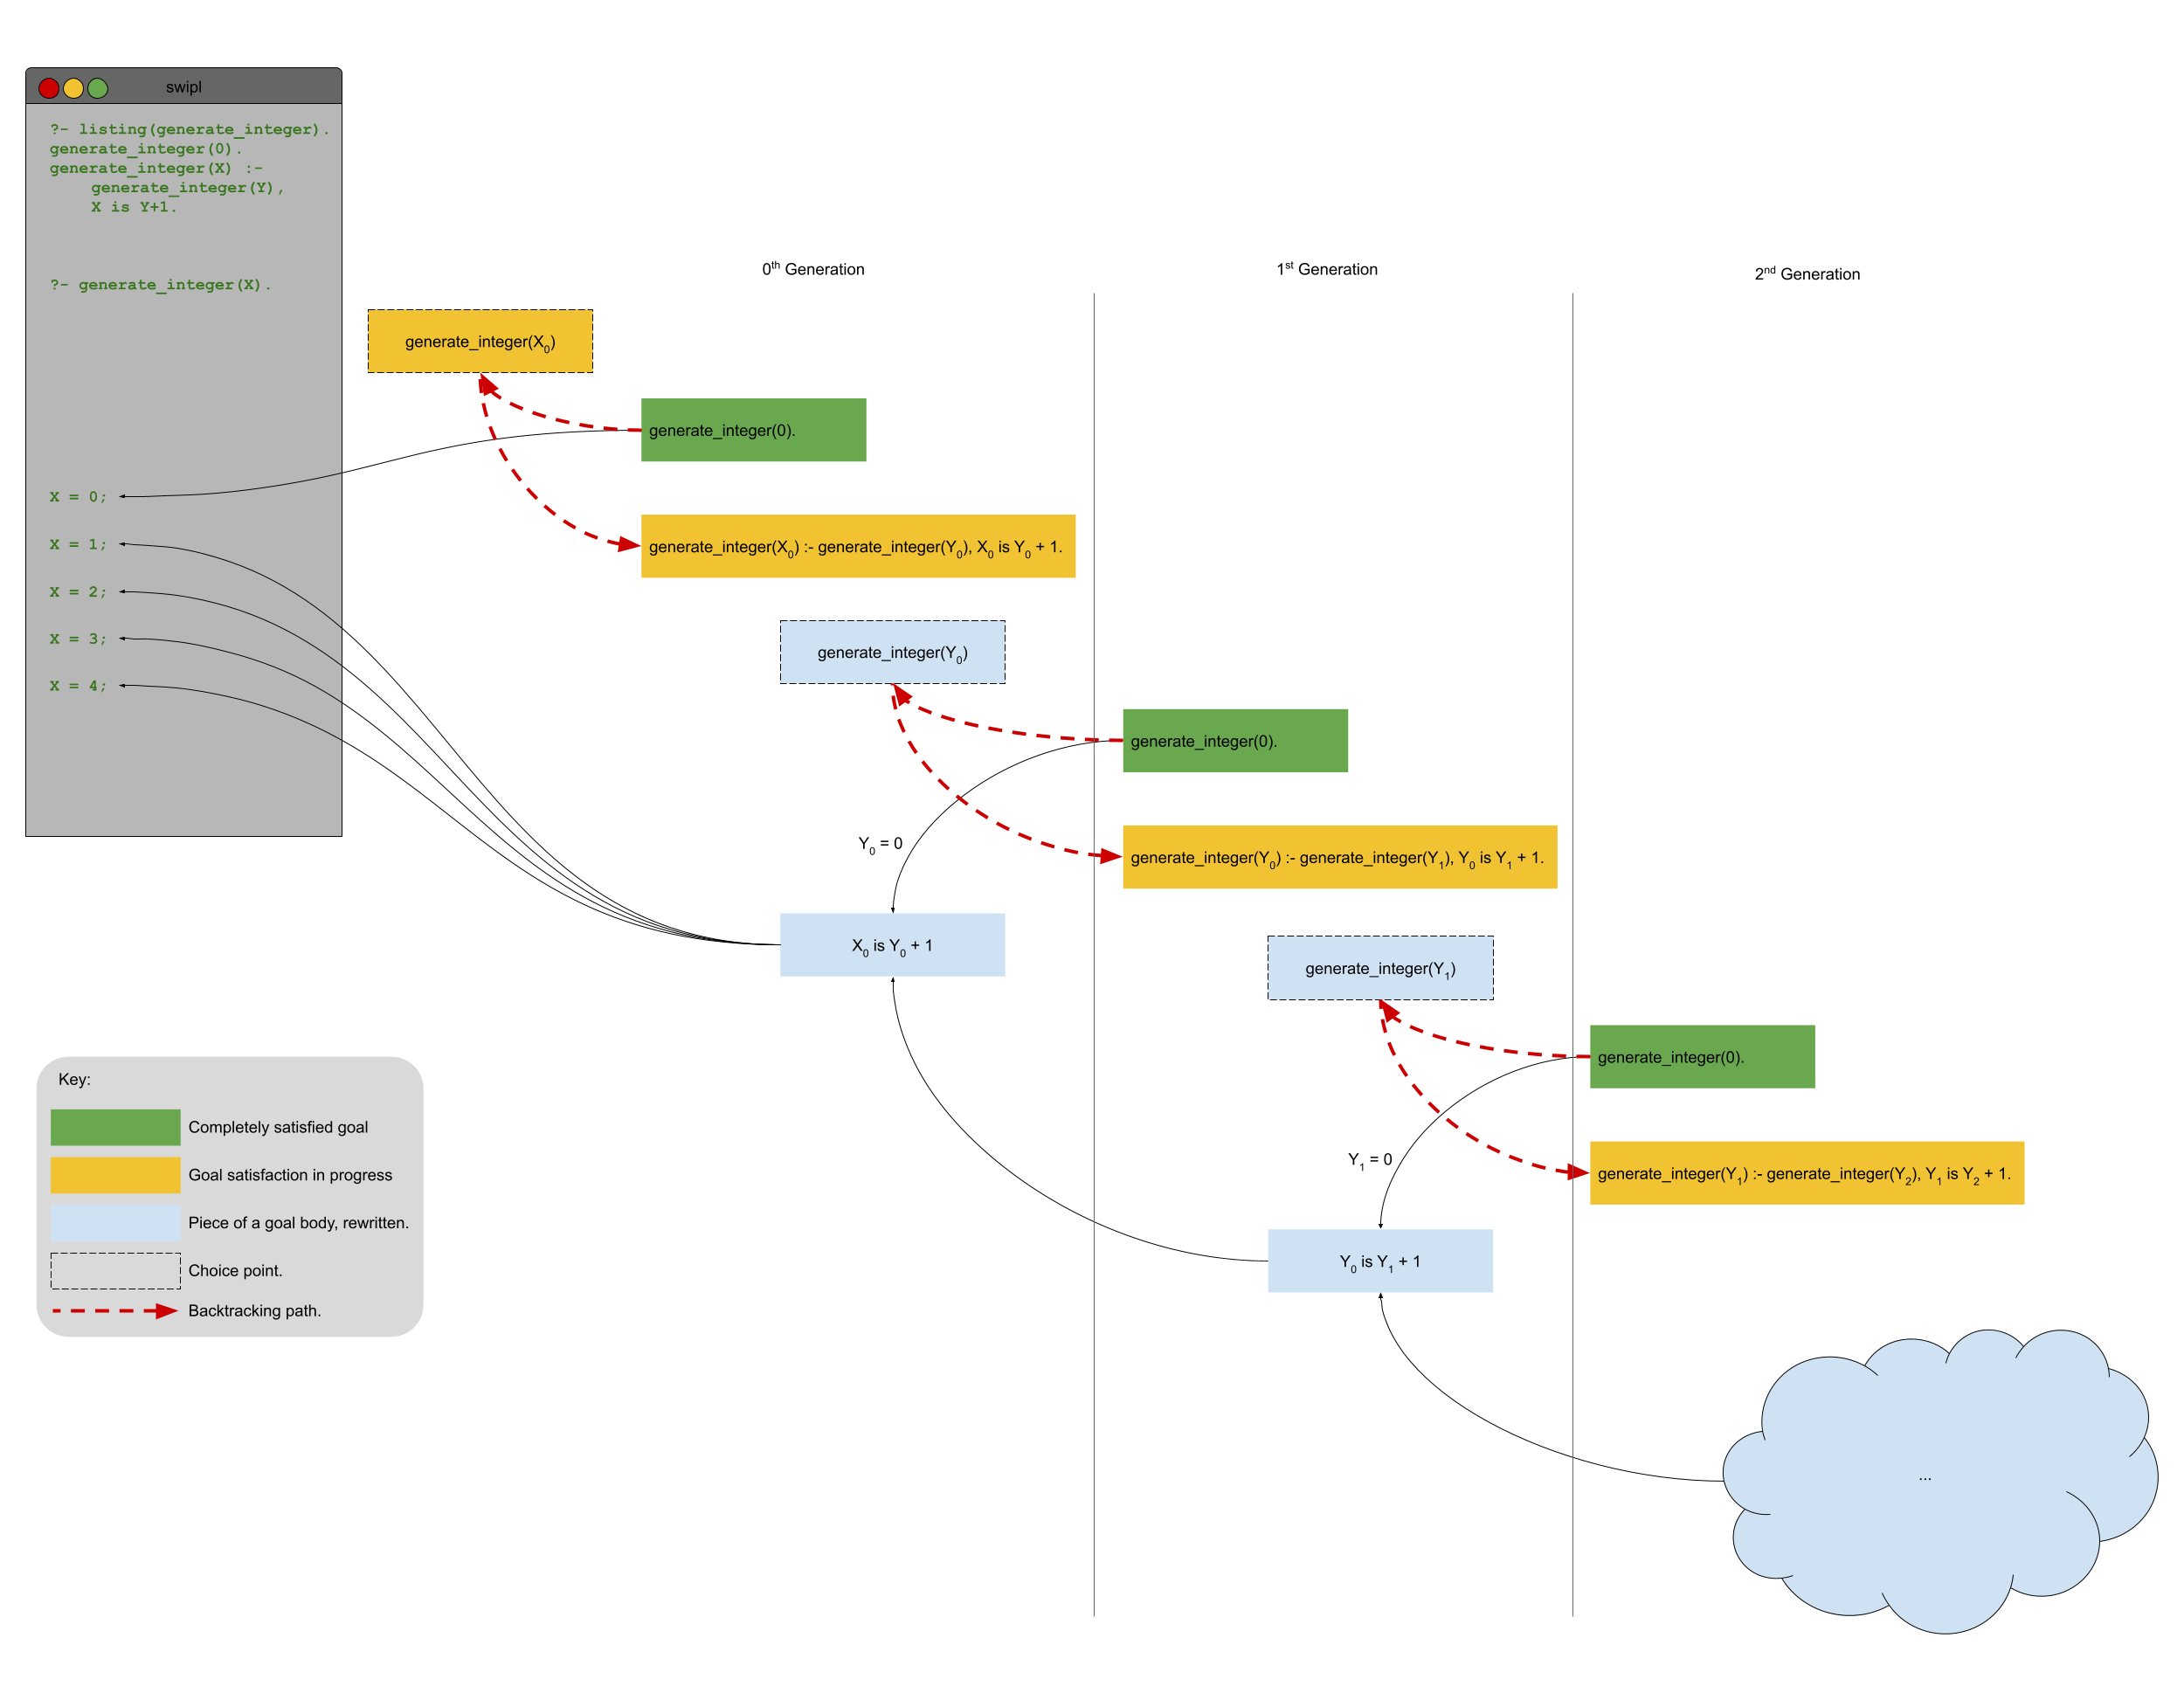 swipl
?- listing(generate_integer).
generate_integer(0).
generate_integer(X) :-
generate_integer(Y),
X is Y+1.
?- generate_integer(X).
X = 0;
X = 1;
X = 2;
X = 3;
X = 4;
0th Generation
1st Generation
2nd Generation
generate_integer(X0)
generate_integer(0).
generate_integer(X0) :- generate_integer(Y0), X0 is Y0 + 1.
generate_integer(Y0)
generate_integer(0).
Y0 = 0
generate_integer(Y0) :- generate_integer(Y1), Y0 is Y1 + 1.
X0 is Y0 + 1
generate_integer(Y1)
generate_integer(0).
Y1 = 0
generate_integer(Y1) :- generate_integer(Y2), Y1 is Y2 + 1.
Y0 is Y1 + 1
...
Key:
Completely satisfied goal
Goal satisfaction in progress
Piece of a goal body, rewritten.
Choice point.
Backtracking path.